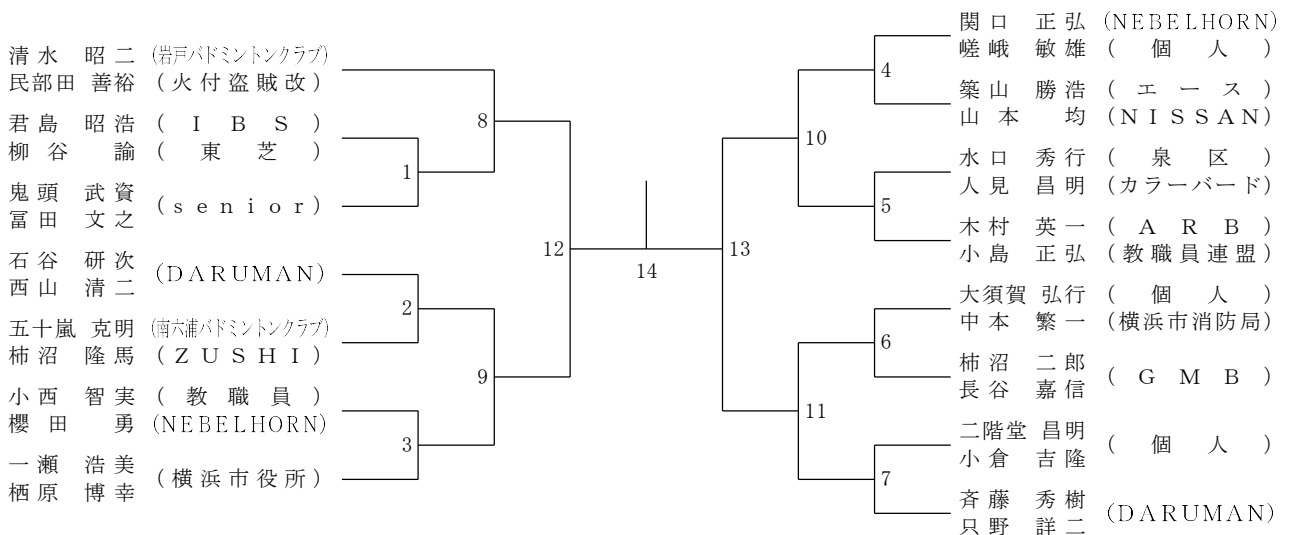 清水 昭二 (岩戸バドミントンクラブ)
民部田 善裕 (火付盗賊改)
君島 昭浩 (IBS)
柳谷 諭 (東芝)
鬼頭 武資
冨田 文之
(senior)
石谷 研次
西山 清二
(DARUMAN)
五十嵐 克明 (南六浦バドミントンクラブ)
柿沼 隆馬 (ZUSHI)
小西 智実 (教職員)
櫻田 勇 (NEBELHORN)
一瀬 浩美
栖原 博幸
(横浜市役所)
1
2
3
8
9
12
14
13
10
11
4
5
6
7
関口 正弘 (NEBELHORN)
嵯峨 敏雄 (個人)
築山 勝浩 (エース)
山本 均 (NISSAN)
水口 秀行 (泉区)
人見 昌明 (カラーバード)
木村 英一 (ARB)
小島 正弘 (教職員連盟)
大須賀 弘行 (個人)
中本 繁一 (横浜市消防局)
柿沼 二郎
長谷 嘉信
(GMB)
二階堂 昌明
小倉 吉隆
(個人)
斉藤 秀樹
只野 詳二
(DARUMAN)